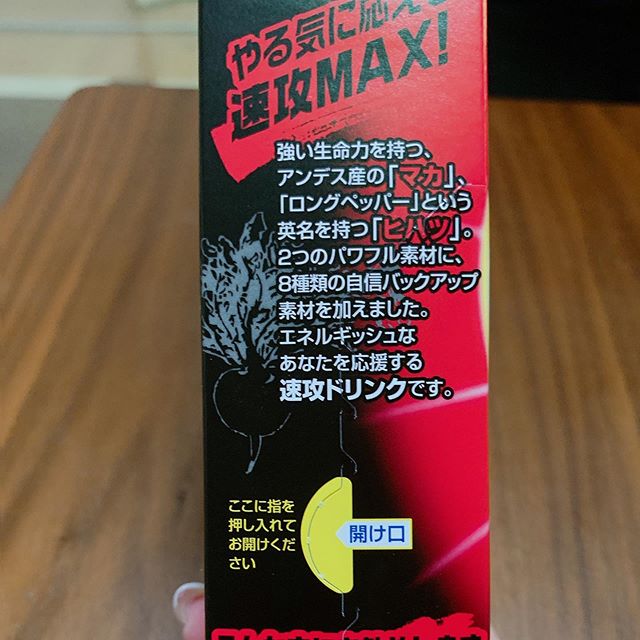 やる気に応える
速攻MAX!
強い生命力を持つ、
アンデス産の「マカ」、
「ロングペッパー」という
英名を持つ「ヒハツ」。
2つのパワフル素材に、
8種類の自信バックアップ
素材を加えました。
エネルギッシュな
あなたを応援する
速攻ドリンクです。
ここに指を
押し入れて
お開けくだ
さい
開け口